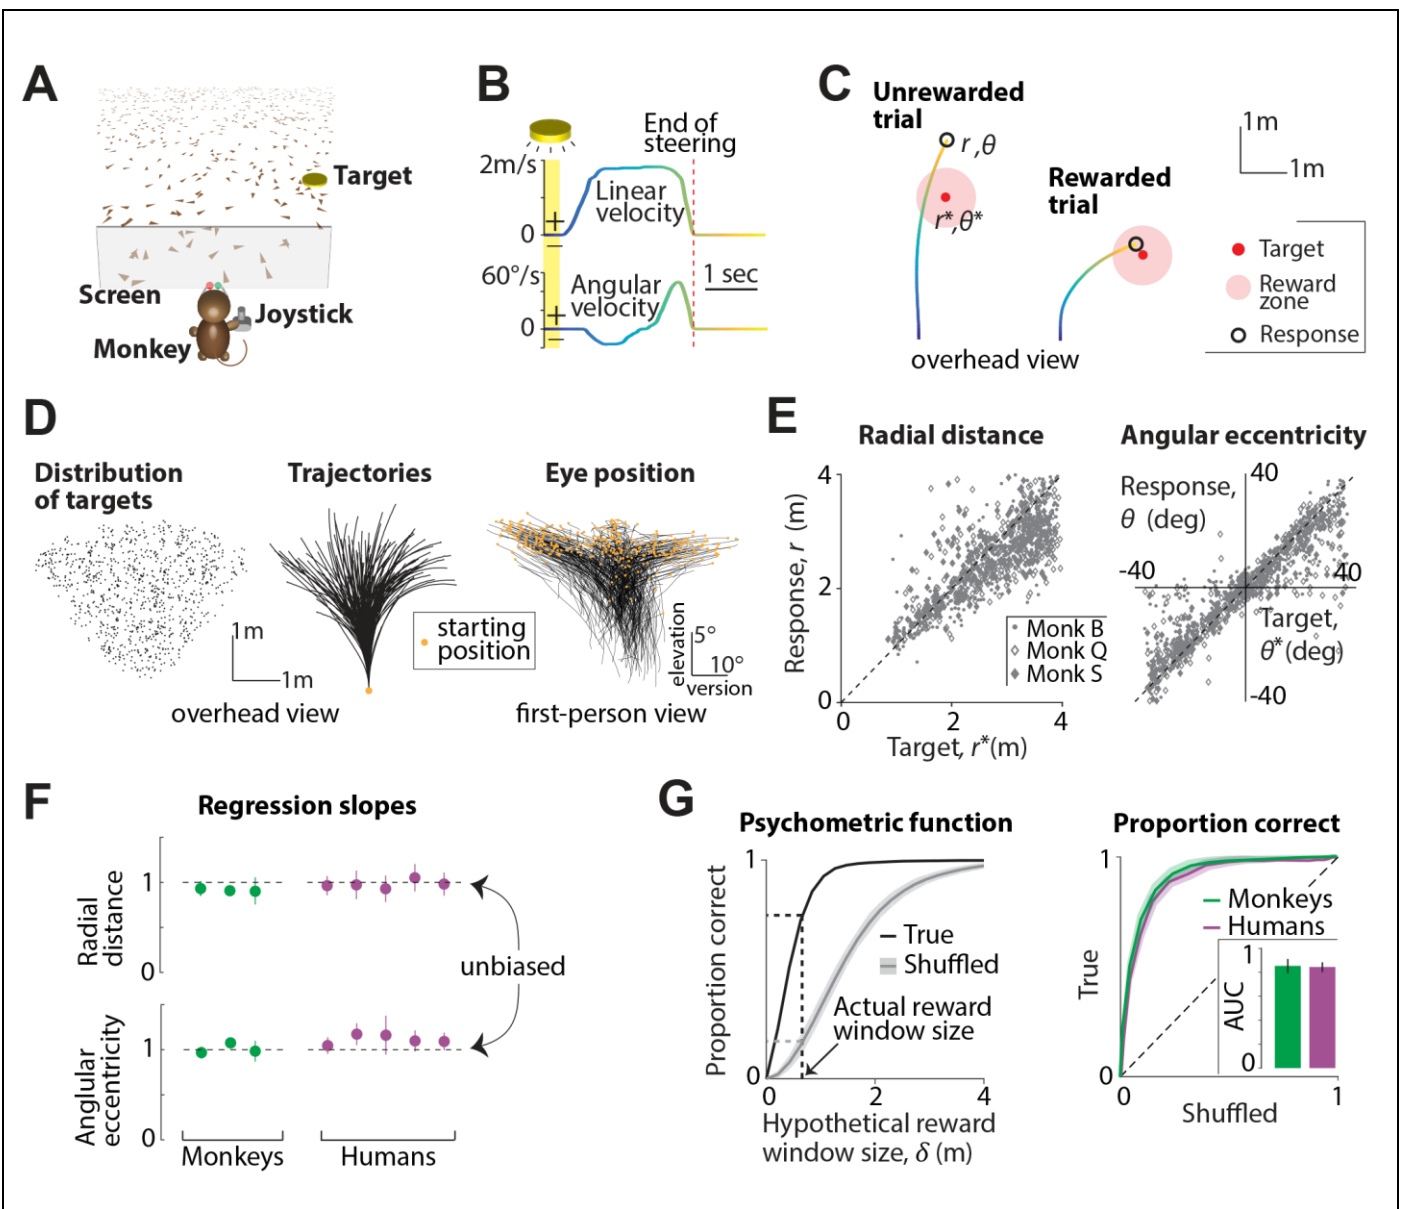 A
Target
Screen
Joystick
Monkey
B
End of
steering
2m/s
Linear
velocity
+
0
−
60°/s
1 sec
Angular
velocity
+
0
−
C
Unrewarded
trial
r ,θ
r*,θ*
Rewarded
trial
overhead view
1m
1m
Target
Reward
zone
Response
D
Distribution
of targets
1m
1m
Trajectories
starting
position
overhead view
Eye position
elevation
5°
10°
version
first-person view
E
Radial distance
4
2
0
Response, r (m)
0
2
4
Target, r*(m)
Monk B
Monk Q
Monk S
Angular eccentricity
40
Response,
θ (deg)
-40
40
Target,
θ*(deg)
-40
F
Regression slopes
Radial
distance
1
0
unbiased
Anglular
eccentricity
1
0
Monkeys
Humans
G
Psychometric function
Proportion correct
1
0
True
Shuffled
Actual reward
window size
0
2
4
Hypothetical reward
window size, δ (m)
Proportion correct
True
1
0
Monkeys
Humans
AUC
1
0
0
1
Shuffled